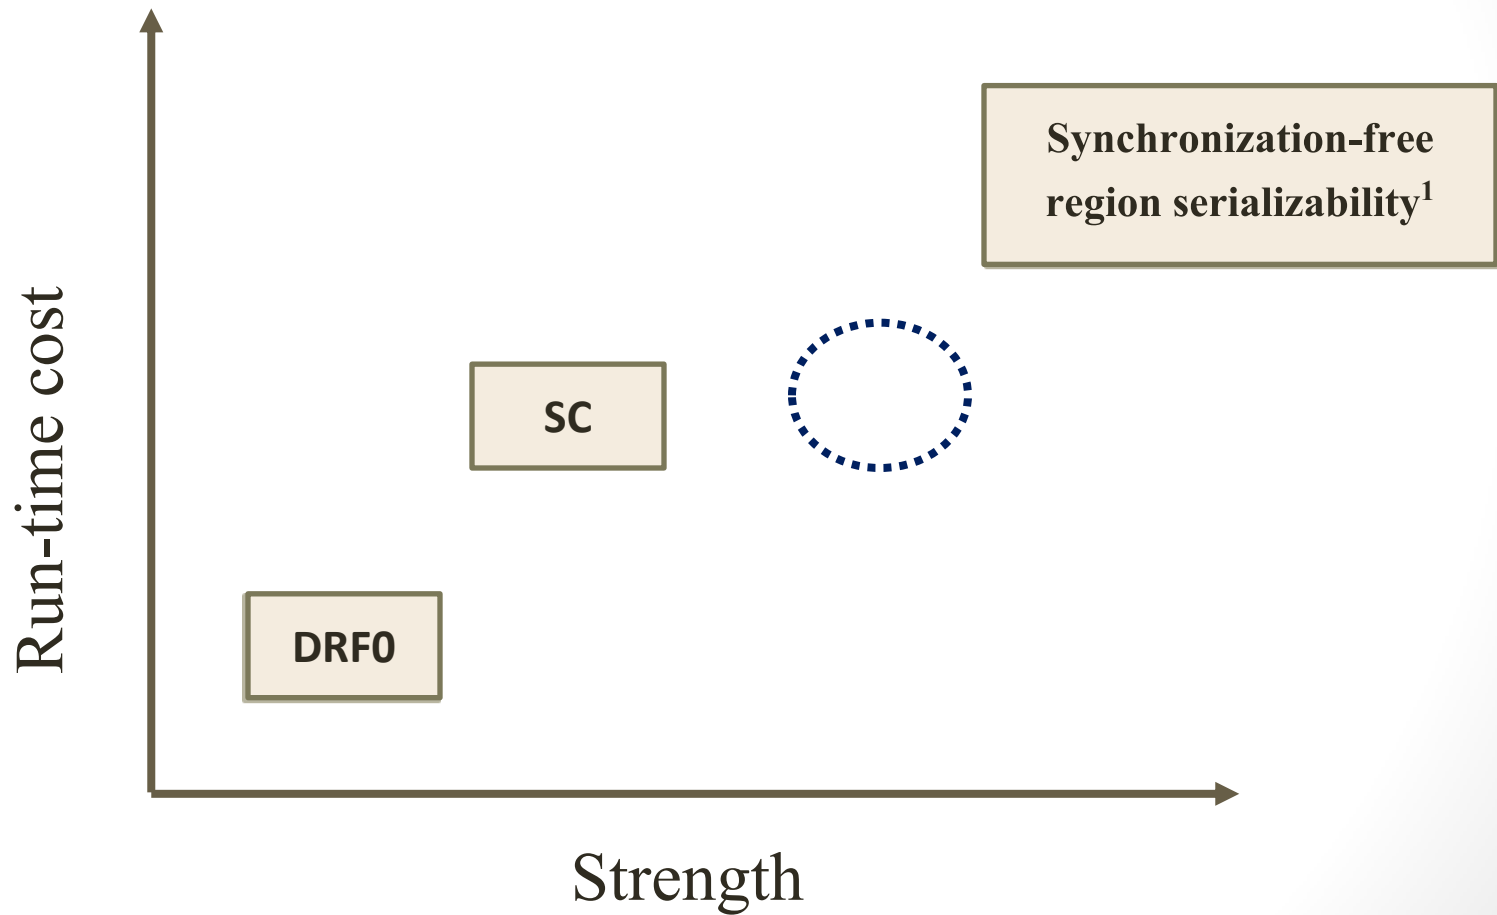 Synchronization-free
region serializability¹
SC
DRF0
Run-time cost
Strength